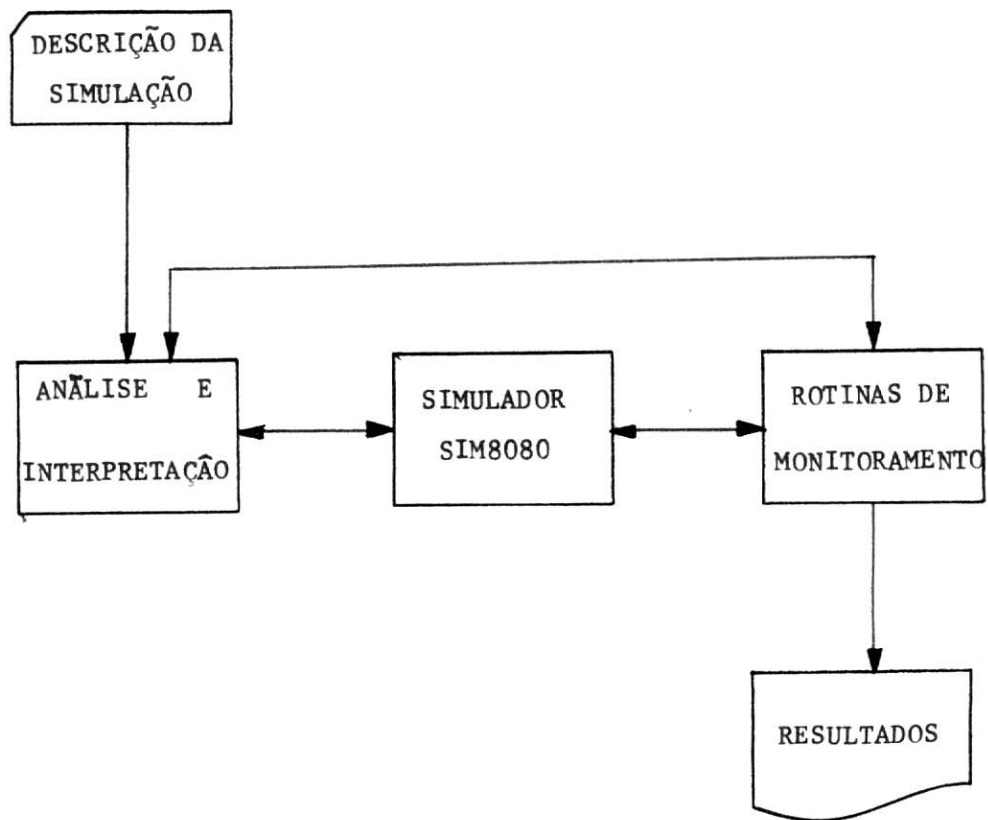 DESCRIÇÃO DA
SIMULAÇÃO
ANÁLISE E
INTERPRETAÇÃO
SIMULADOR
SIM8080
ROTINAS DE
MONITORAMENTO
RESULTADOS